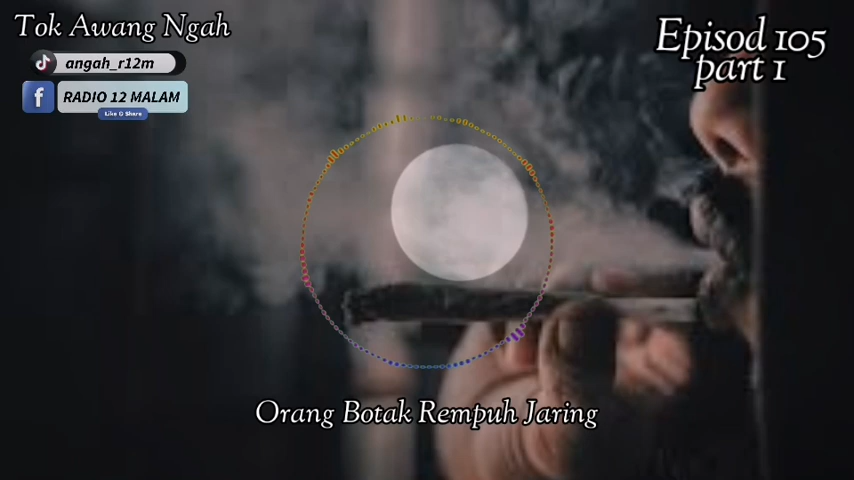 Tok Awang Ngah
angah_r12m
RADIO 12 MALAM
Like & Share
Episod 105
part 1
Orang Botak Rempuh Jaring